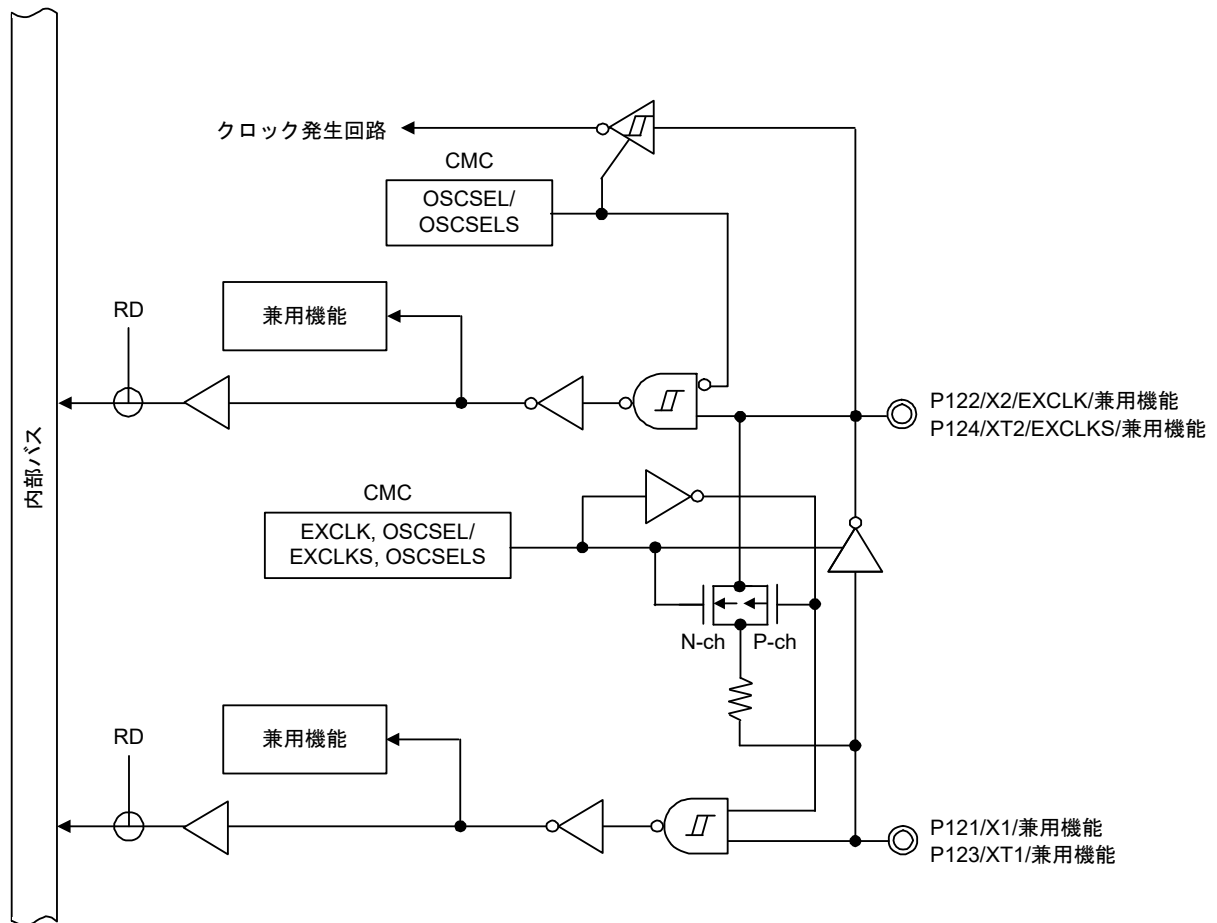 クロック発生回路
CMC
OSCSEL/
OSCSELS
RD
兼用機能
P122/X2/EXCLK/兼用機能
P124/XT2/EXCLKS/兼用機能
内部バス
CMC
EXCLK, OSCSEL/
EXCLKS, OSCSELS
N-ch
P-ch
RD
兼用機能
P121/X1/兼用機能
P123/XT1/兼用機能